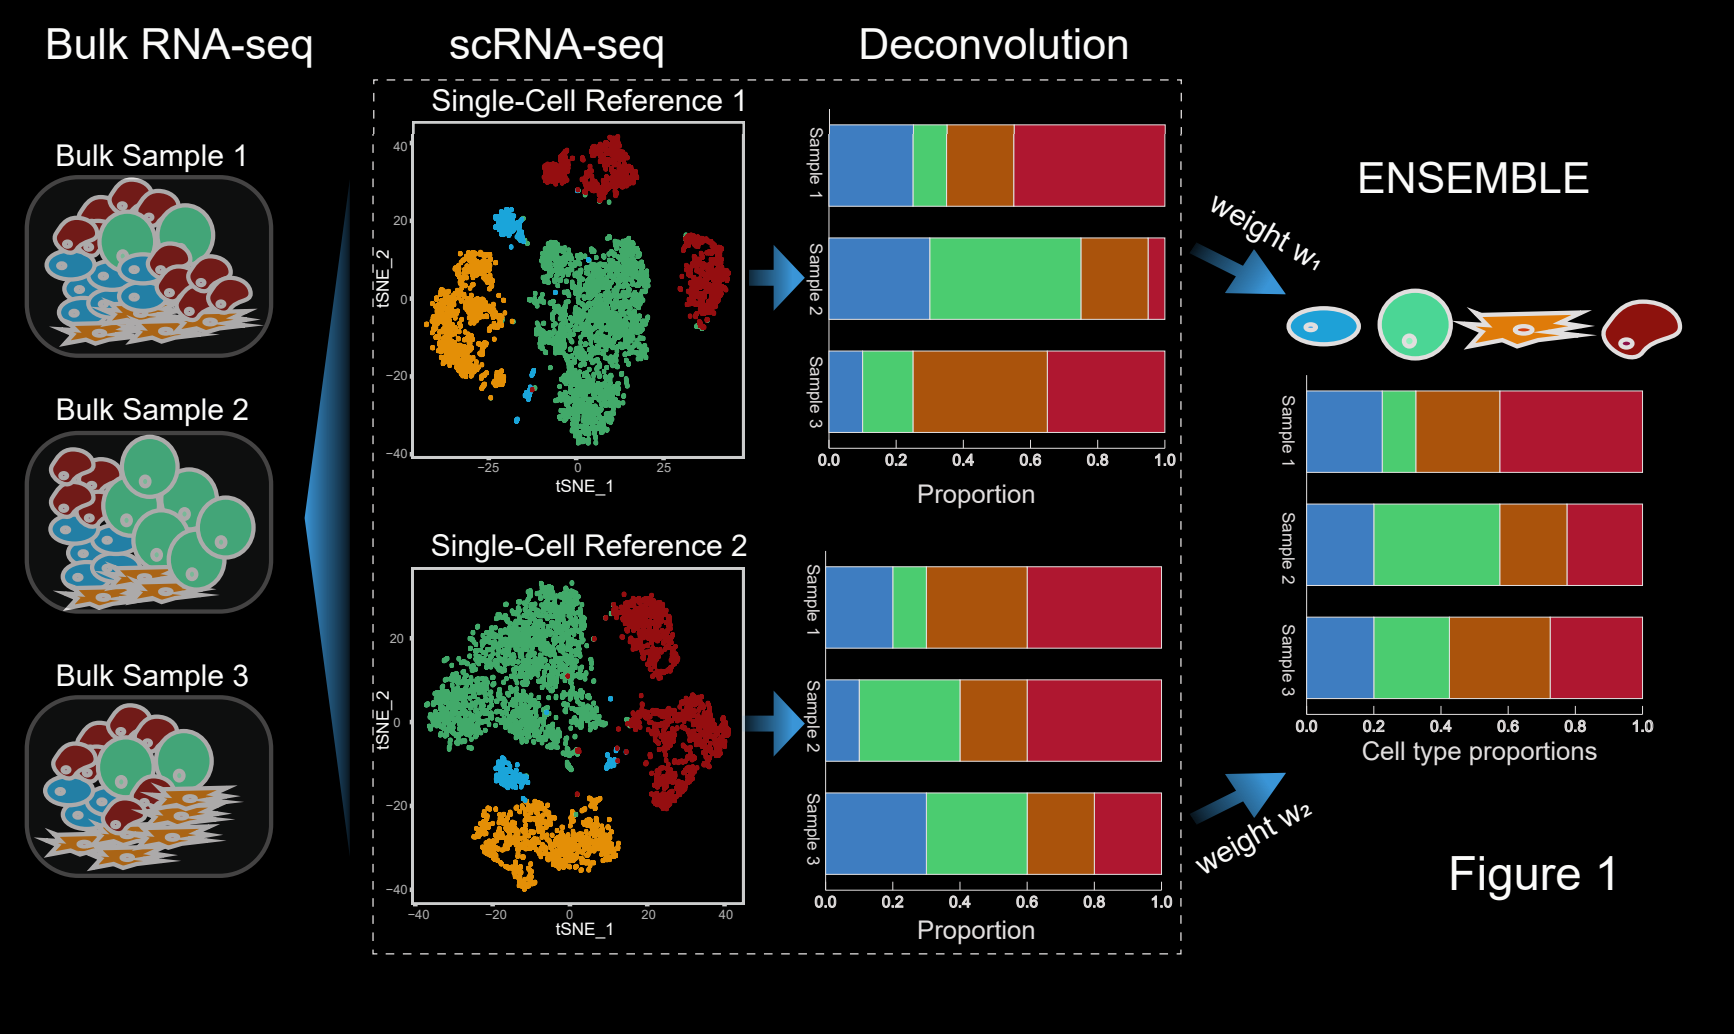 Bulk RNA-seq
scRNA-seq
Deconvolution
Bulk Sample 1
Bulk Sample 2
Bulk Sample 3
Single-Cell Reference 1
40
20
0
−20
−40
tSNE_2
−25
0
25
tSNE_1
Sample 1
Sample 2
Sample 3
0.0
0.2
0.4
0.6
0.8
1.0
Proportion
Single-Cell Reference 2
20
0
−20
−40
tSNE_2
−40
−20
0
20
40
tSNE_1
Sample 1
Sample 2
Sample 3
0.0
0.2
0.4
0.6
0.8
1.0
Proportion
weight w₁
weight w₂
ENSEMBLE
Sample 1
Sample 2
Sample 3
0.0
0.2
0.4
0.6
0.8
1.0
Cell type proportions
Figure 1